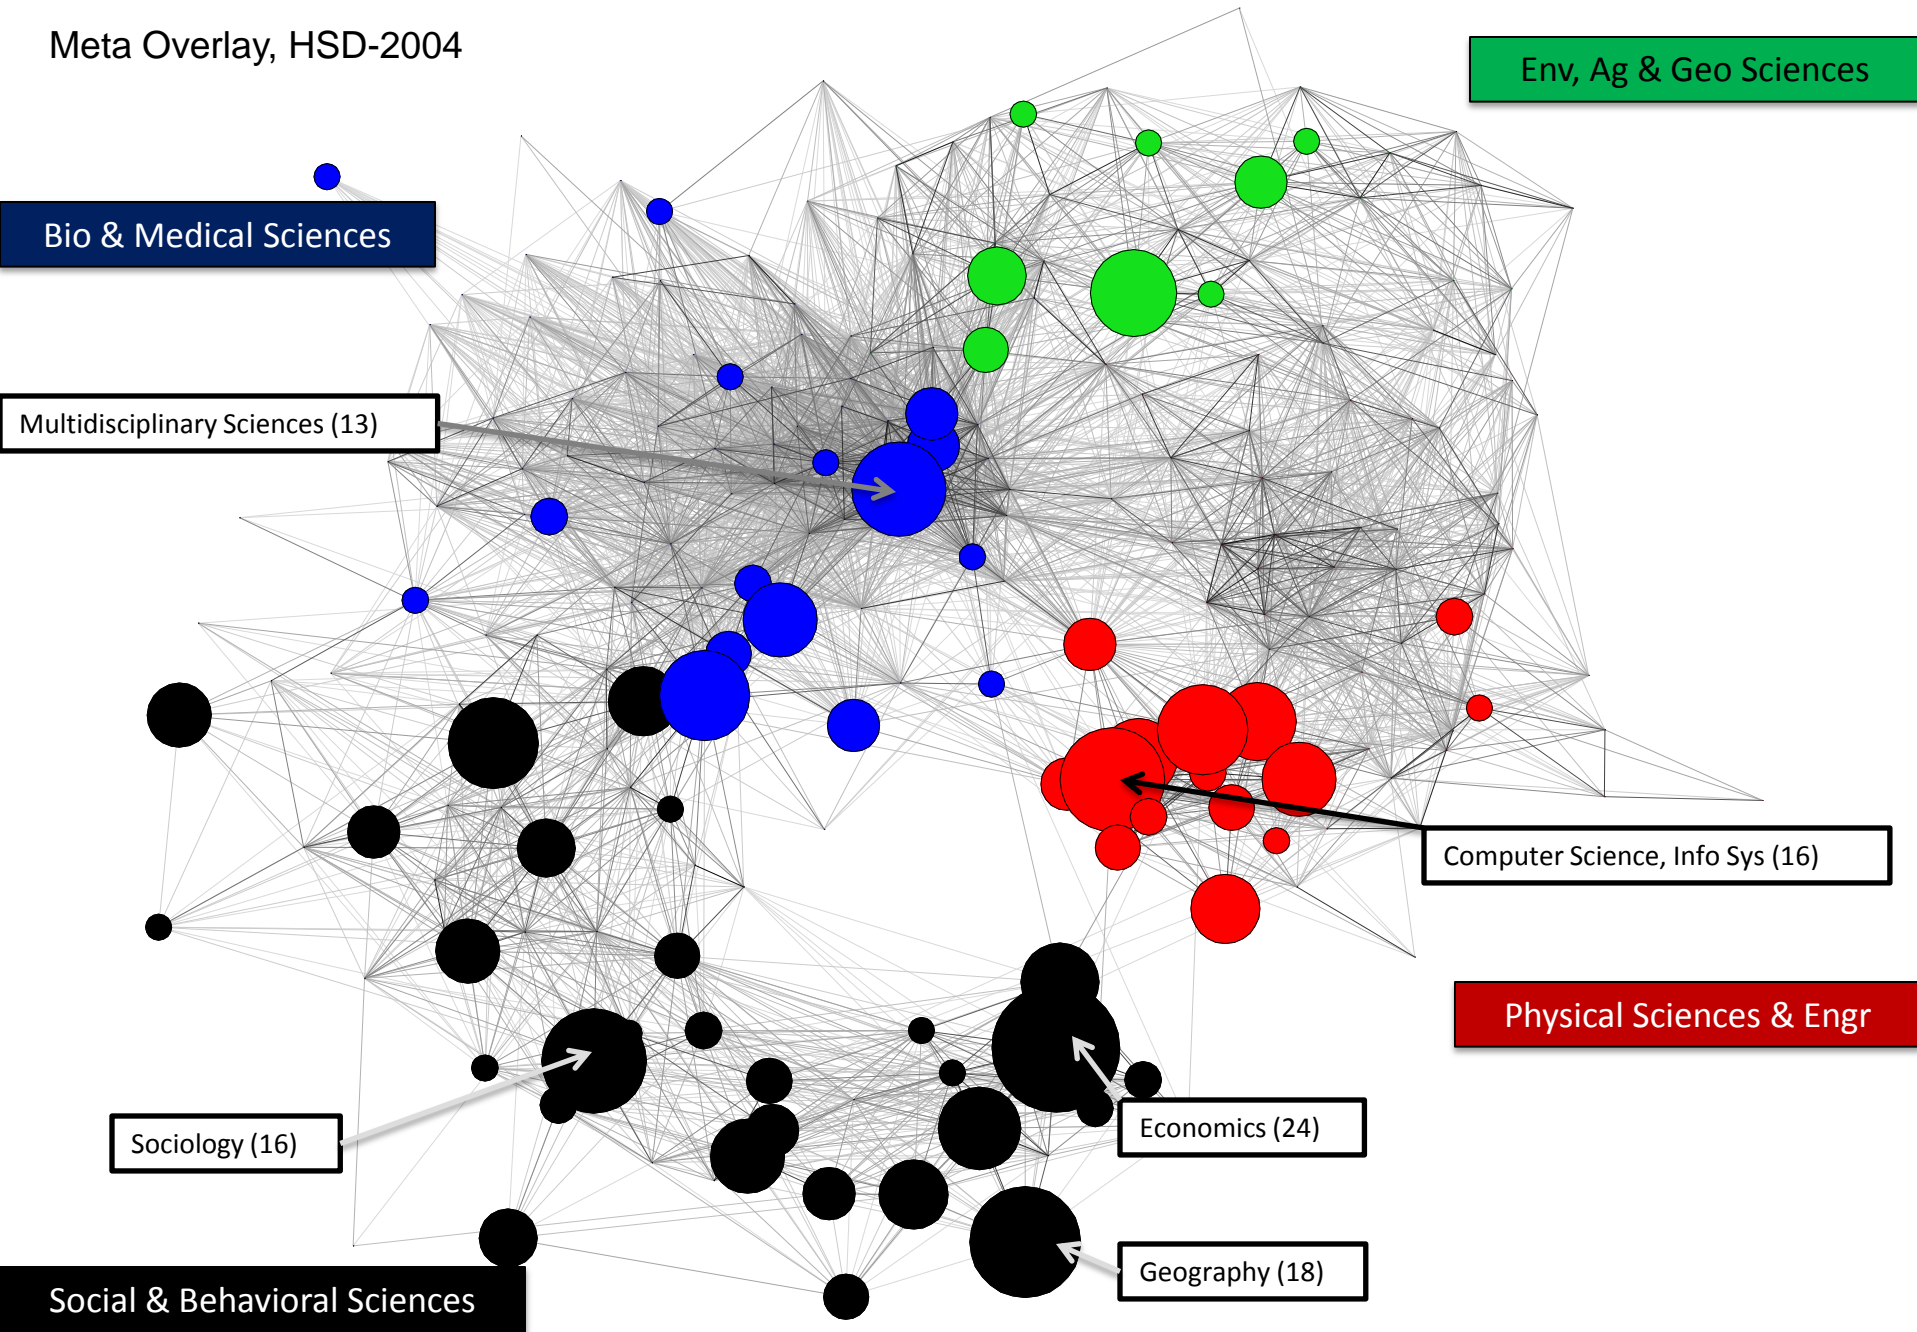 Meta Overlay, HSD-2004
Env, Ag & Geo Sciences
Bio & Medical Sciences
Multidisciplinary Sciences (13)
Computer Science, Info Sys (16)
Physical Sciences & Engr
Sociology (16)
Economics (24)
Geography (18)
Social & Behavioral Sciences